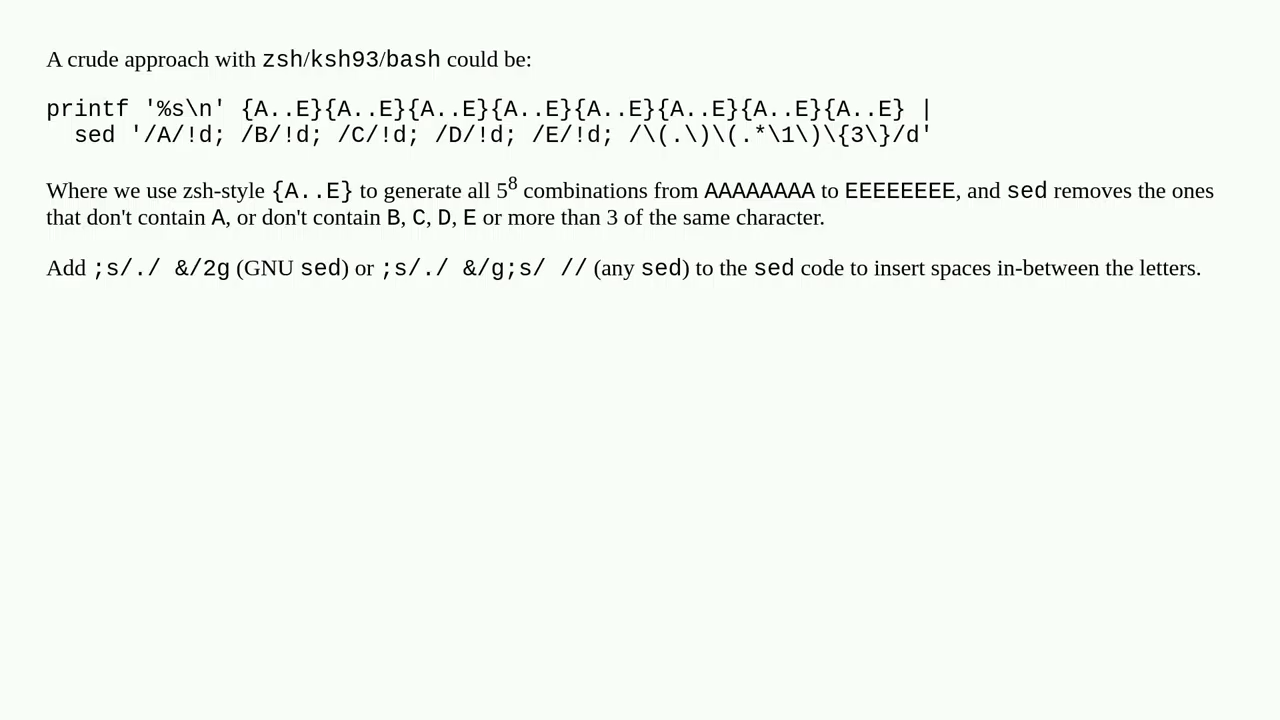 A crude approach with zsh/ksh93/bash could be:
printf '%s\n' {A..E}{A..E}{A..E}{A..E}{A..E}{A..E}{A..E}{A..E} |
  sed '/A/!d; /B/!d; /C/!d; /D/!d; /E/!d; /\(.\)\(.*\1\)\{3\}/d'
Where we use zsh-style {A..E} to generate all 5⁸ combinations from AAAAAAAA to EEEEEEEE, and sed removes the ones
that don't contain A, or don't contain B, C, D, E or more than 3 of the same character.
Add ;s/./ &/2g (GNU sed) or ;s/./ &/g;s/ // (any sed) to the sed code to insert spaces in-between the letters.